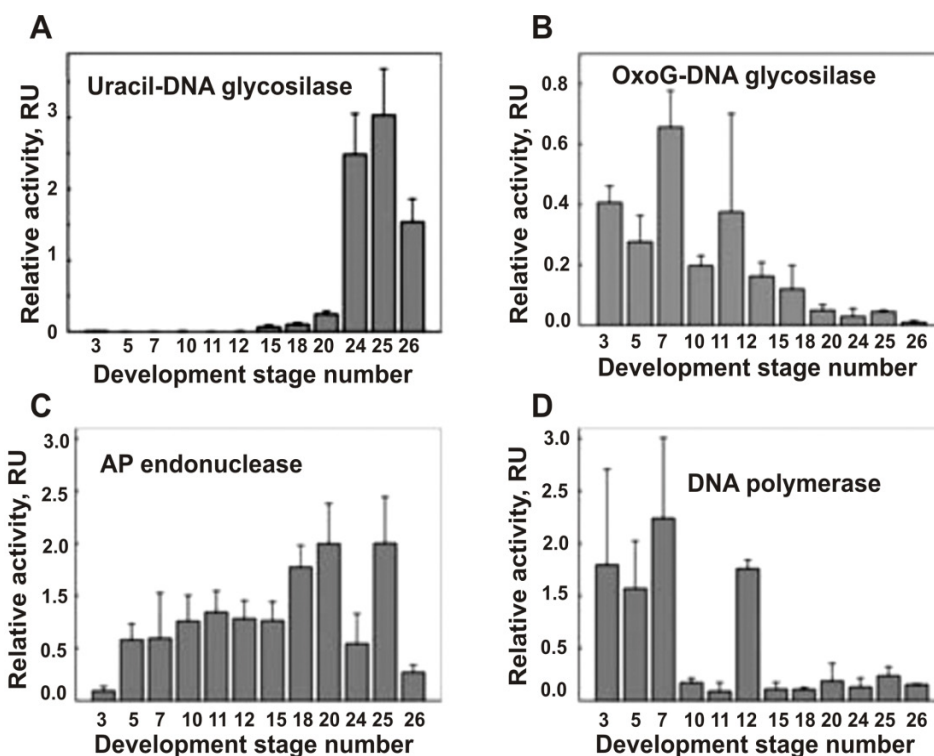 A
Uracil-DNA glycosilase
Relative activity, RU
3
2
1
0
3 5 7 10 11 12 15 18 20 24 25 26
Development stage number
B
OxoG-DNA glycosilase
Relative activity, RU
0.8
0.6
0.4
0.2
0.0
3 5 7 10 11 12 15 18 20 24 25 26
Development stage number
C
AP endonuclease
Relative activity, RU
3.0
2.5
2.0
1.5
0.5
0.0
3 5 7 10 11 12 15 18 20 24 25 26
Development stage number
D
DNA polymerase
Relative activity, RU
3.0
2.5
2.0
1.5
0.5
0.0
3 5 7 10 11 12 15 18 20 24 25 26
Development stage number